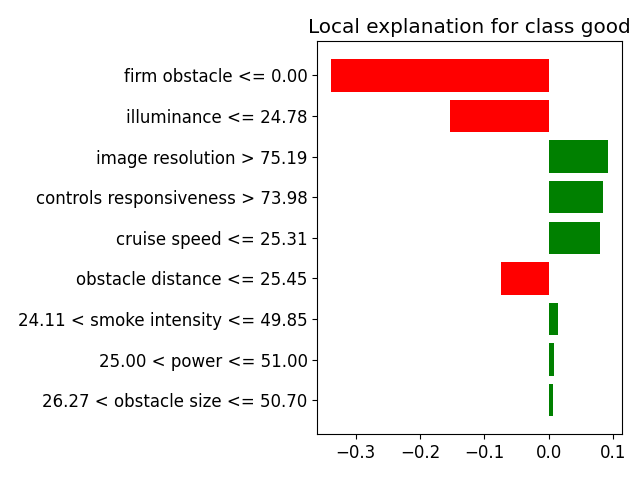 Local explanation for class good
firm obstacle <= 0.00
illuminance <= 24.78
image resolution > 75.19
controls responsiveness > 73.98
cruise speed <= 25.31
obstacle distance <= 25.45
24.11 < smoke intensity <= 49.85
25.00 < power <= 51.00
26.27 < obstacle size <= 50.70
−0.3 −0.2 −0.1 0.0 0.1